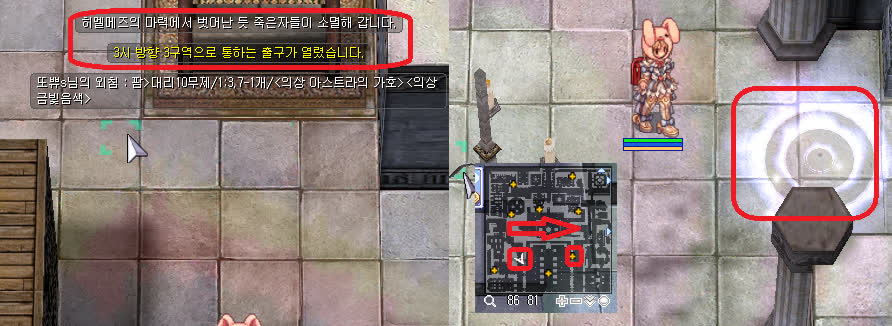 히멜메즈의 마력에서 벗어난 듯 죽은자들이 소멸해 갑니다.
3시 방향 3구역으로 통하는 출구가 열렸습니다.
또쀼s님의 외침 : 팜>대리10무제/1:3,7-1개/<의상 아스트라의 가호><의상
금빛음색>
86 81